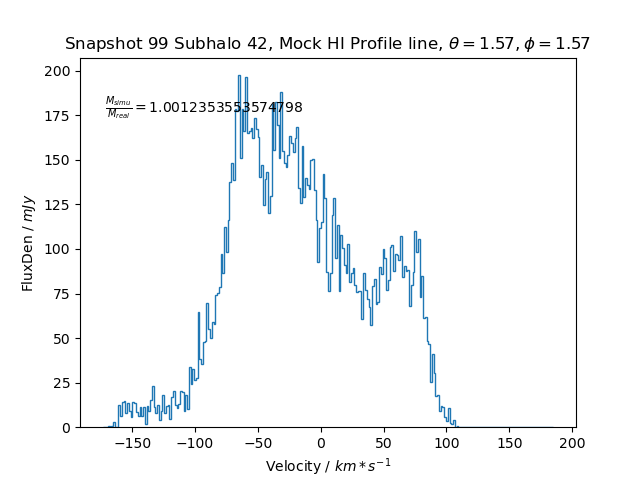 Snapshot 99 Subhalo 42, Mock HI Profile line, θ = 1.57, ϕ = 1.57
M_simu/M_real = 1.0012353553574798
FluxDen / mJy
200
175
150
125
100
75
50
25
0
−150 −100 −50 0 50 100 150 200
Velocity / km * s⁻¹